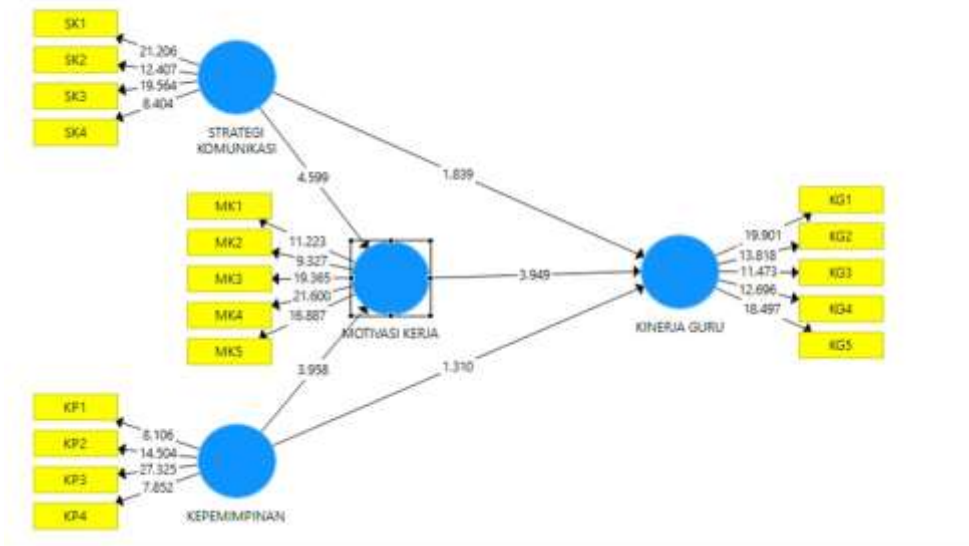 SK1
SK2
SK3
SK4
21.206
12.407
19.564
8.404
STRATEGI
KOMUNIKASI
4.599
1.839
MK1
MK2
MK3
MK4
MK5
11.223
9.327
19.365
21.600
16.887
MOTIVASI KERJA
3.949
KG1
KG2
KG3
KG4
KG5
19.901
13.818
11.473
12.696
18.497
KINERJA GURU
3.958
1.310
KP1
KP2
KP3
KP4
8.106
14.504
27.325
7.852
KEPEMIMPINAN